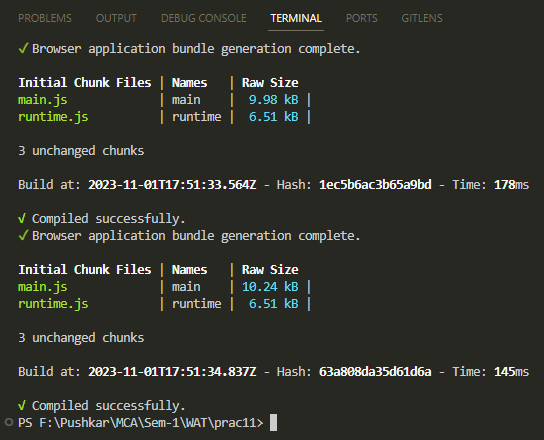 PROBLEMS OUTPUT DEBUG CONSOLE TERMINAL PORTS GITLENS
✓ Browser application bundle generation complete.
Initial Chunk Files | Names | Raw Size
main.js | main | 9.98 kB |
runtime.js | runtime | 6.51 kB |
3 unchanged chunks
Build at: 2023-11-01T17:51:33.564Z - Hash: 1ec5b6ac3b65a9bd - Time: 178ms
√ Compiled successfully.
✓ Browser application bundle generation complete.
Initial Chunk Files | Names | Raw Size
main.js | main | 10.24 kB |
runtime.js | runtime | 6.51 kB |
3 unchanged chunks
Build at: 2023-11-01T17:51:34.837Z - Hash: 63a808da35d61d6a - Time: 145ms
√ Compiled successfully.
PS F:\Pushkar\MCA\Sem-1\WAT\prac11>